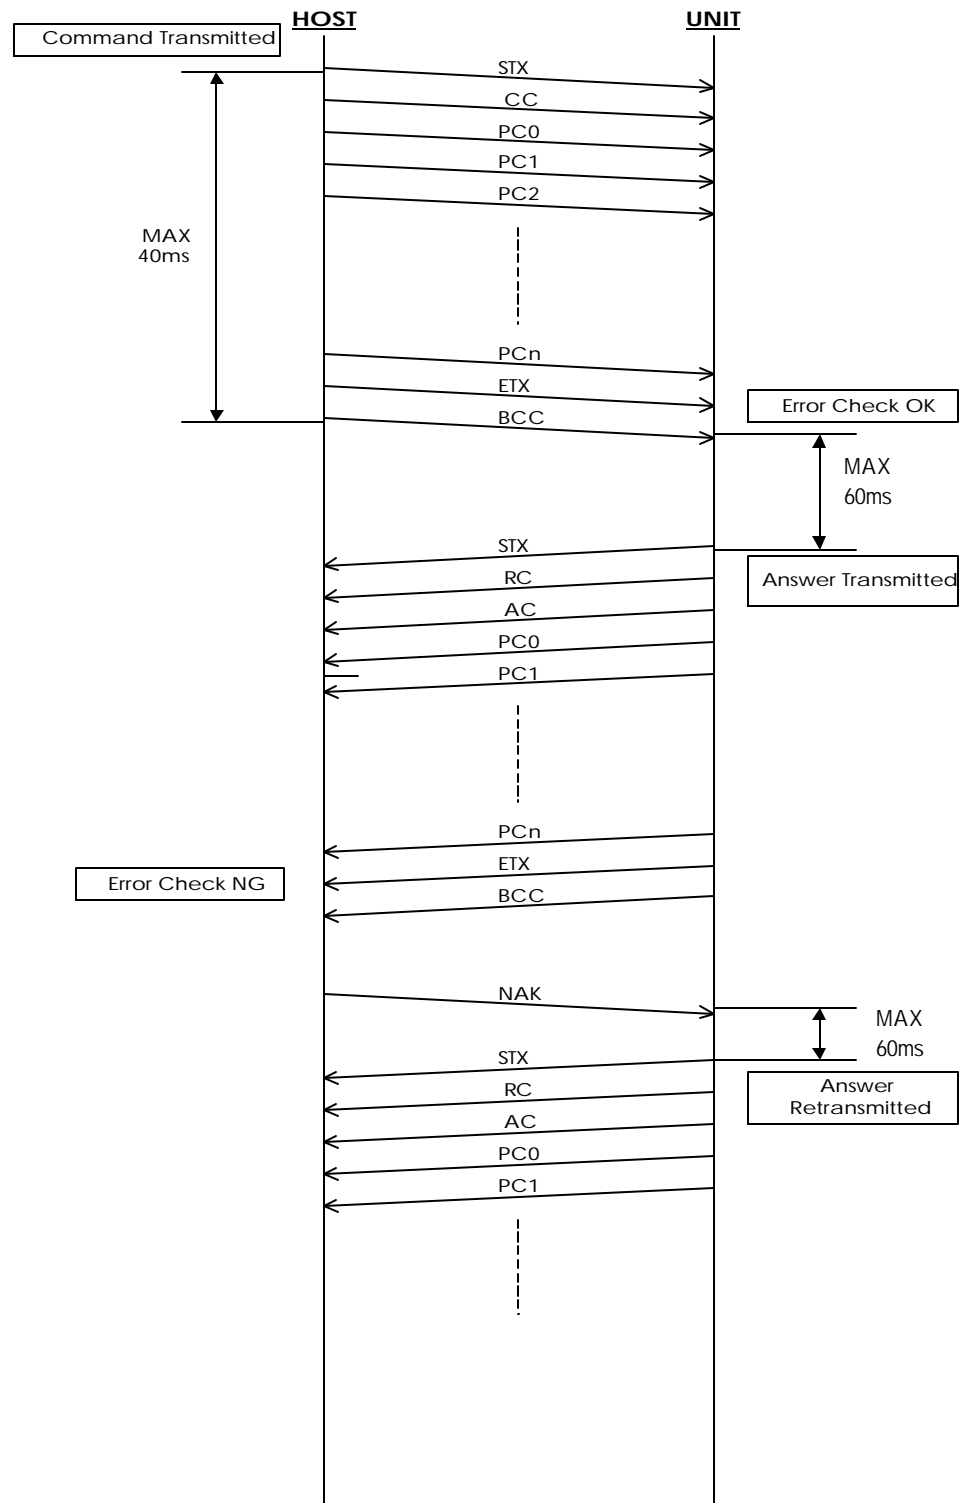 HOST
UNIT
Command Transmitted
STX
CC
PC0
PC1
PC2
MAX
40ms
PCn
ETX
BCC
Error Check OK
MAX
60ms
STX
Answer Transmitted
RC
AC
PC0
PC1
PCn
ETX
Error Check NG
BCC
NAK
MAX
60ms
STX
RC
Answer
Retransmitted
AC
PC0
PC1